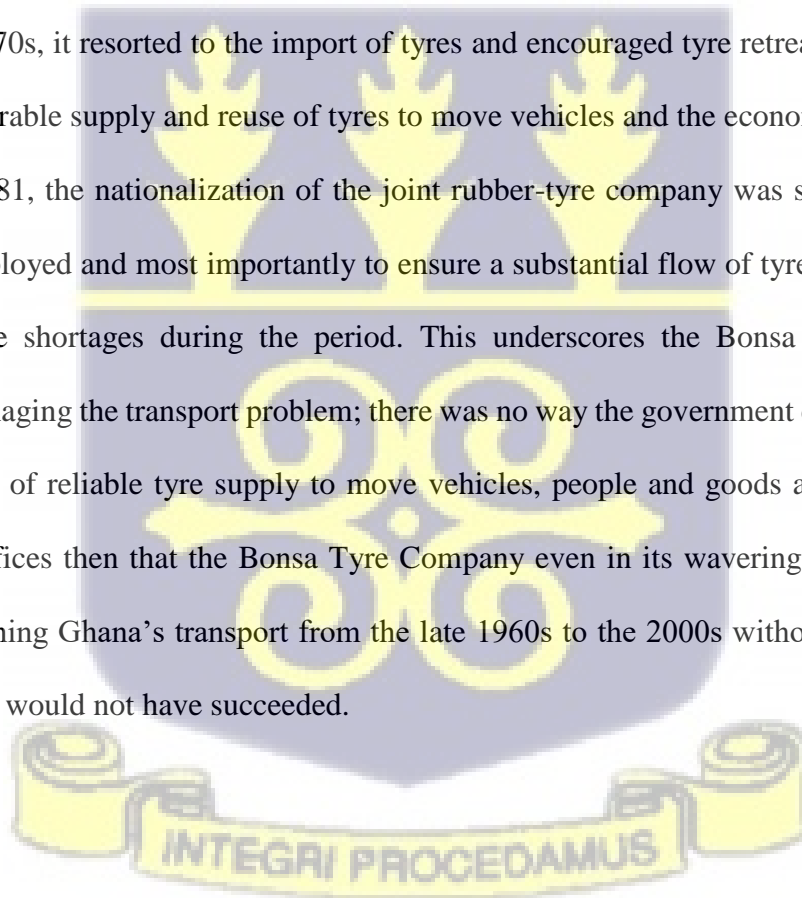 70s, it resorted to the import of tyres and encouraged tyre retrea
rable supply and reuse of tyres to move vehicles and the econo
81, the nationalization of the joint rubber-tyre company was s
loyed and most importantly to ensure a substantial flow of tyre
e shortages during the period. This underscores the Bonsa
naging the transport problem; there was no way the government
of reliable tyre supply to move vehicles, people and goods a
fices then that the Bonsa Tyre Company even in its wavering
ning Ghana’s transport from the late 1960s to the 2000s witho
would not have succeeded.
INTEGRI PROCEDAMUS